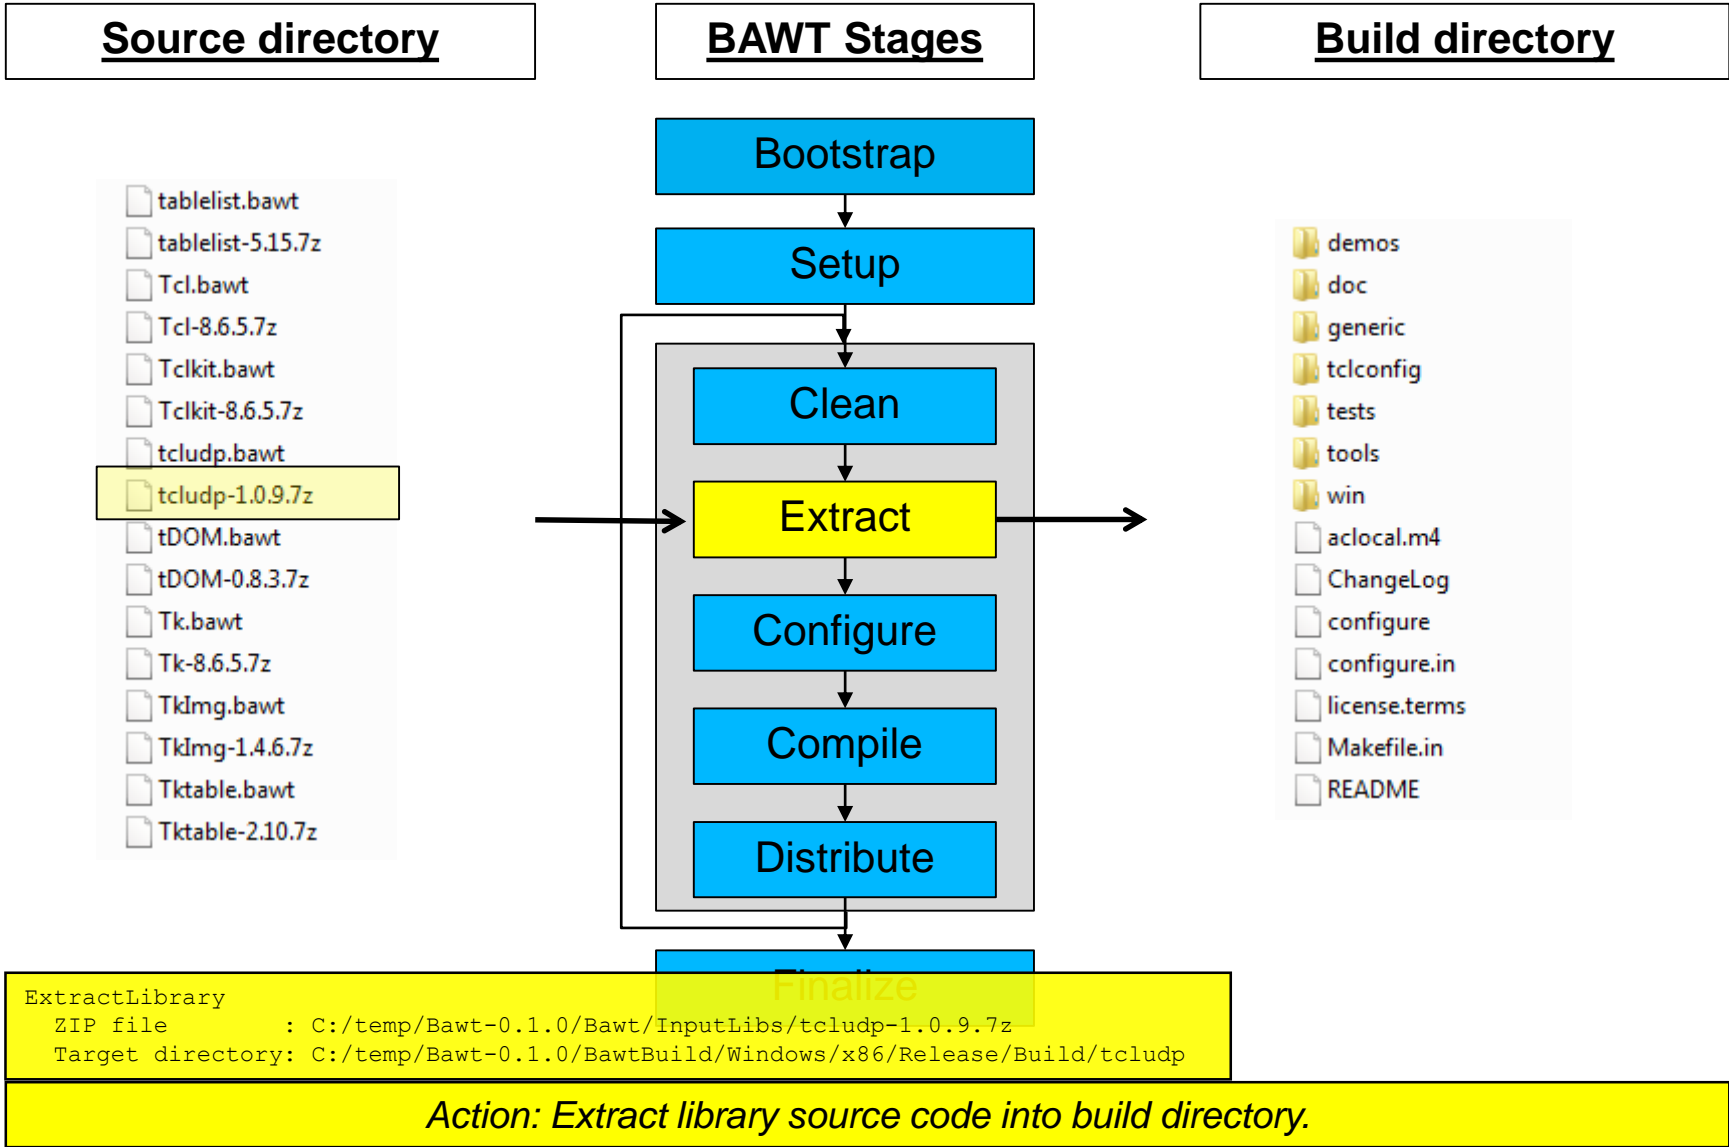 Source directory
BAWT Stages
Build directory
tablelist.bawt
tablelist-5.15.7z
Tcl.bawt
Tcl-8.6.5.7z
Tclkit.bawt
Tclkit-8.6.5.7z
tcludp.bawt
tcludp-1.0.9.7z
tDOM.bawt
tDOM-0.8.3.7z
Tk.bawt
Tk-8.6.5.7z
TkImg.bawt
TkImg-1.4.6.7z
Tktable.bawt
Tktable-2.10.7z
Bootstrap
Setup
Clean
Extract
Configure
Compile
Distribute
Finalize
demos
doc
generic
tclconfig
tests
tools
win
aclocal.m4
ChangeLog
configure
configure.in
license.terms
Makefile.in
README
ExtractLibrary
ZIP file : C:/temp/Bawt-0.1.0/Bawt/InputLibs/tcludp-1.0.9.7z
Target directory: C:/temp/Bawt-0.1.0/BawtBuild/Windows/x86/Release/Build/tcludp
Action: Extract library source code into build directory.